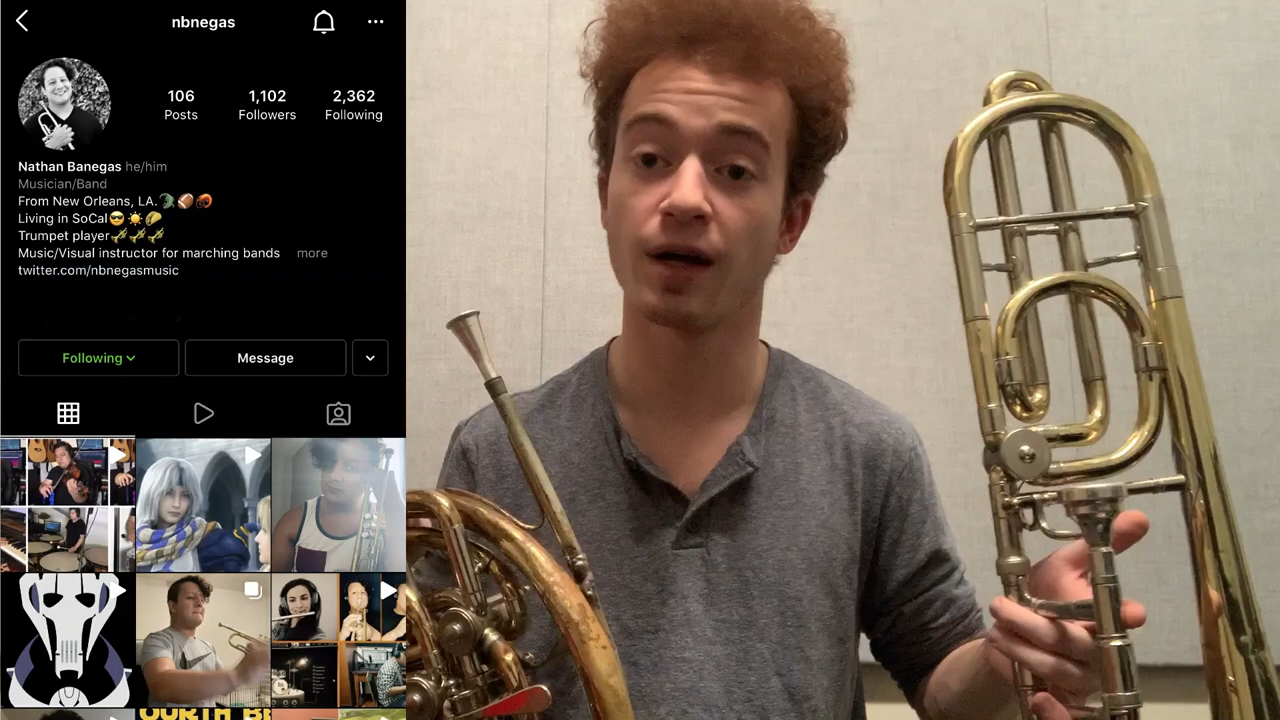 nbnegas
106
1,102
2,362
Posts
Followers
Following
Nathan Banegas he/him
Musician/Band
From New Orleans, LA.🐊🏈🦞
Living in SoCal😎☀️🌮
Trumpet player🎺🎺🎺
Music/Visual instructor for marching bands more
twitter.com/nbnegasmusic
Following
Message